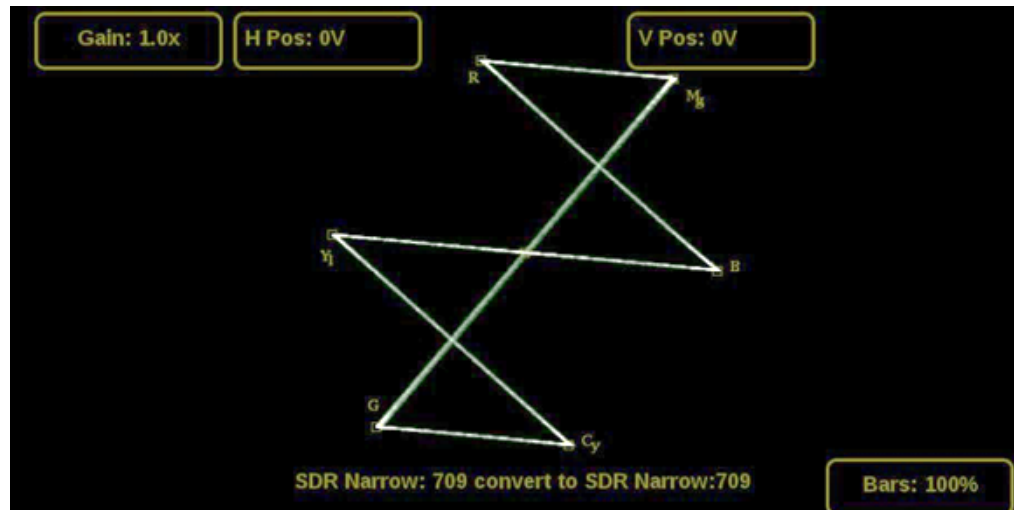 Gain: 1.0x
H Pos: 0V
V Pos: 0V
R
Mg
B
Yl
G
Cy
SDR Narrow: 709 convert to SDR Narrow:709
Bars: 100%